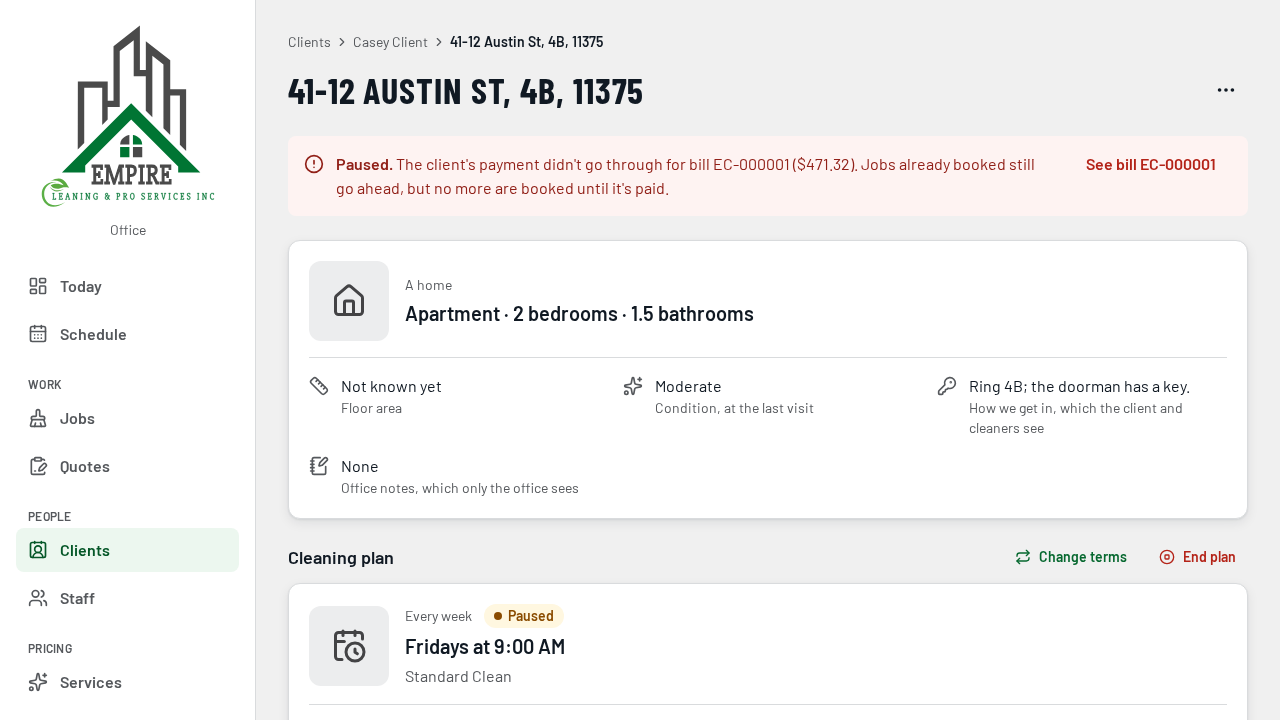 EMPIRE
LEANING & PRO SERVICES INC
Office
Today
Schedule
WORK
Jobs
Quotes
PEOPLE
Clients
Staff
PRICING
Services
Clients > Casey Client > 41-12 Austin St, 4B, 11375
41-12 AUSTIN ST, 4B, 11375
Paused. The client's payment didn't go through for bill EC-000001 ($471.32). Jobs already booked still
go ahead, but no more are booked until it's paid.
See bill EC-000001
A home
Apartment · 2 bedrooms · 1.5 bathrooms
Not known yet
Floor area
Moderate
Condition, at the last visit
Ring 4B; the doorman has a key.
How we get in, which the client and
cleaners see
None
Office notes, which only the office sees
Cleaning plan
Change terms
End plan
Every week
Paused
Fridays at 9:00 AM
Standard Clean